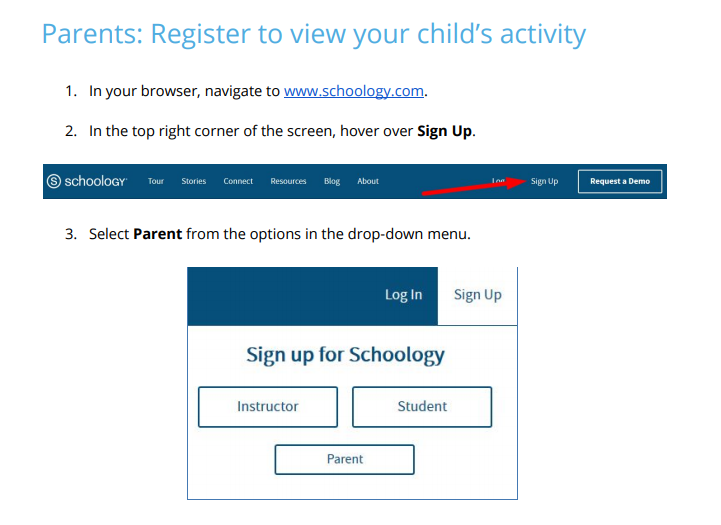 Parents: Register to view your child's activity
1. In your browser, navigate to www.schoology.com.
2. In the top right corner of the screen, hover over Sign Up.
S schoology Tour Stories Connect Resources Blog About Sign Up Request a Demo
3. Select Parent from the options in the drop-down menu.
Log In Sign Up
Sign up for Schoology
Instructor Student
Parent